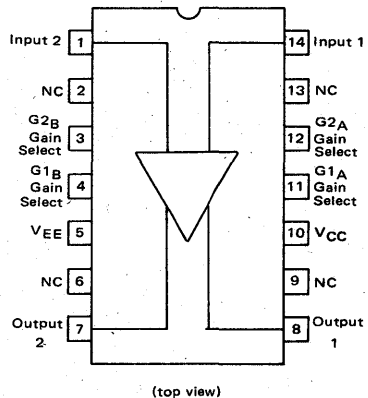 Input 2 1 14 Input 1
NC 2 13 NC
G2B Gain Select 3 12 G2A Gain Select
G1B Gain Select 4 11 G1A Gain Select
VEE 5 10 VCC
NC 6 9 NC
Output 2 7 8 Output 1
(top view)